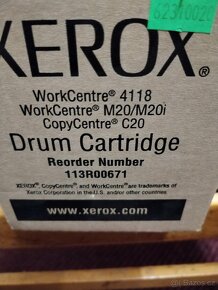 XEROX®
WorkCentre® 4118
WorkCentre® M20/M20i
CopyCentre® C20
Drum Cartridge
Reorder Number
113R00671
XEROX®, CopyCentre®, and WorkCentre® are trademarks of
Xerox Corporation in the U.S. and/or other countries
www.xerox.com